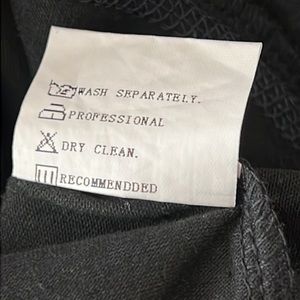 WASH SEPARATELY.
PROFESSIONAL
DRY CLEAN.
RECOMMENDDED